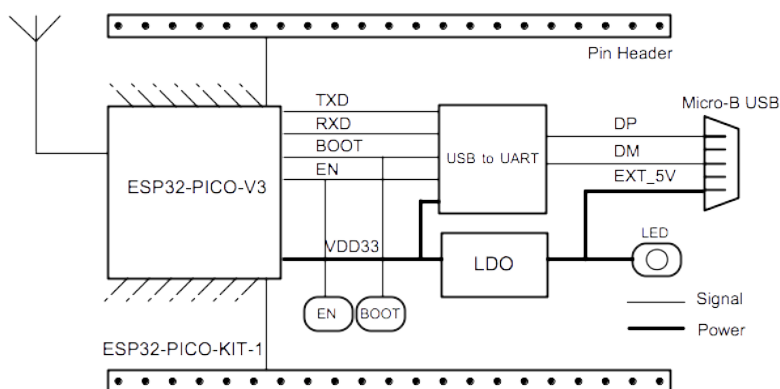 Pin Header
Micro-B USB
TXD
RXD
BOOT
EN
ESP32-PICO-V3
USB to UART
DP
DM
EXT_5V
VDD33
LDO
LED
EN
BOOT
Signal
Power
ESP32-PICO-KIT-1